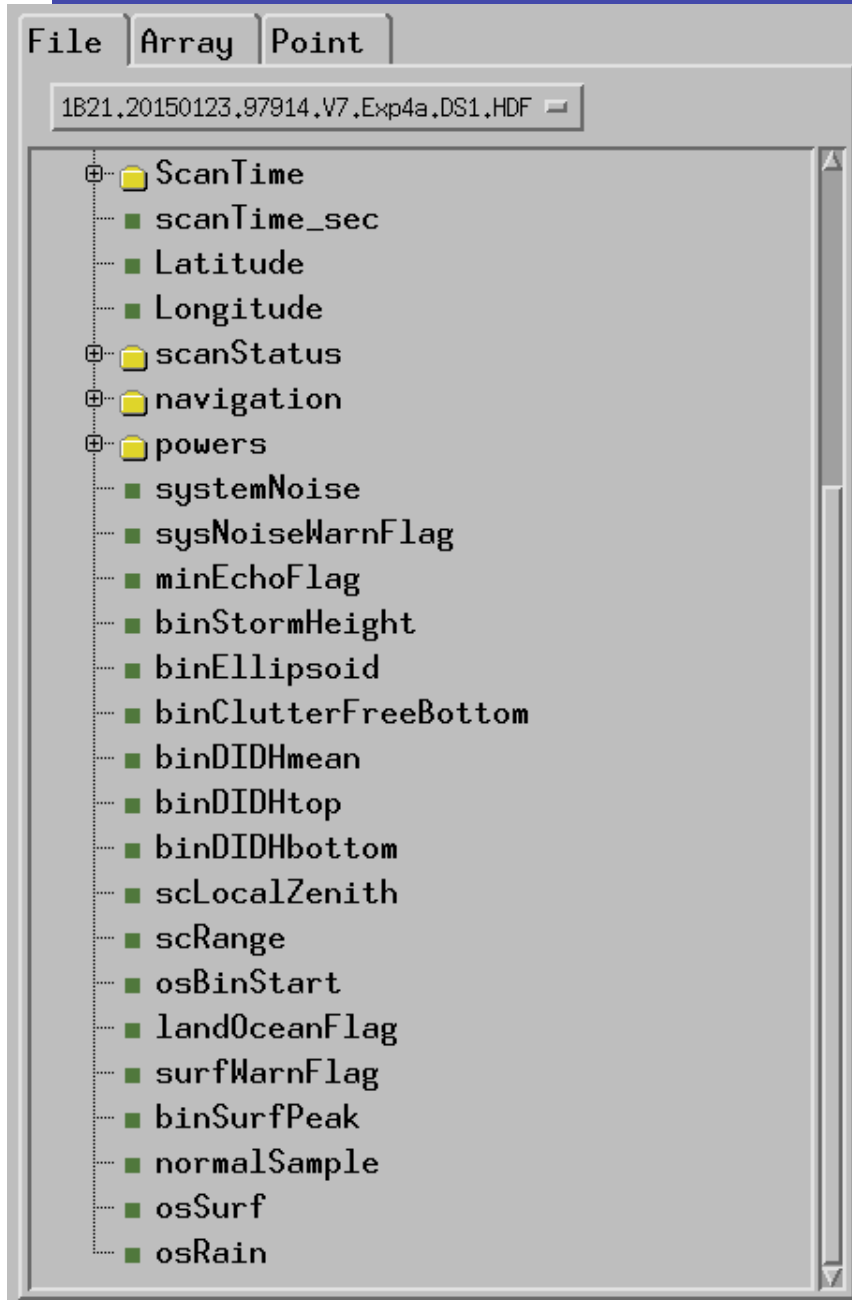 File Array Point
1B21.20150123.97914.V7.Exp4a.DS1.HDF
ScanTime
scanTime_sec
Latitude
Longitude
scanStatus
navigation
powers
systemNoise
sysNoiseWarnFlag
minEchoFlag
binStormHeight
binEllipsoid
binClutterFreeBottom
binDIDHmean
binDIDHtop
binDIDHbottom
scLocalZenith
scRange
osBinStart
landOceanFlag
surfWarnFlag
binSurfPeak
normalSample
osSurf
osRain